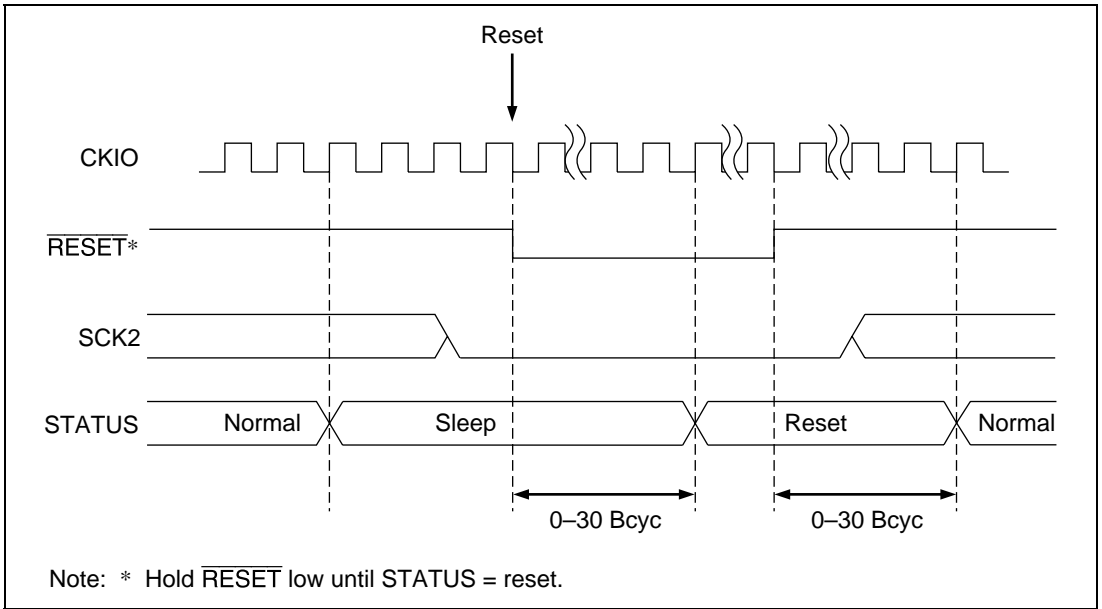 Reset
CKIO
RESET*
SCK2
STATUS Normal Sleep Reset Normal
0–30 Bcyc 0–30 Bcyc
Note: * Hold RESET low until STATUS = reset.